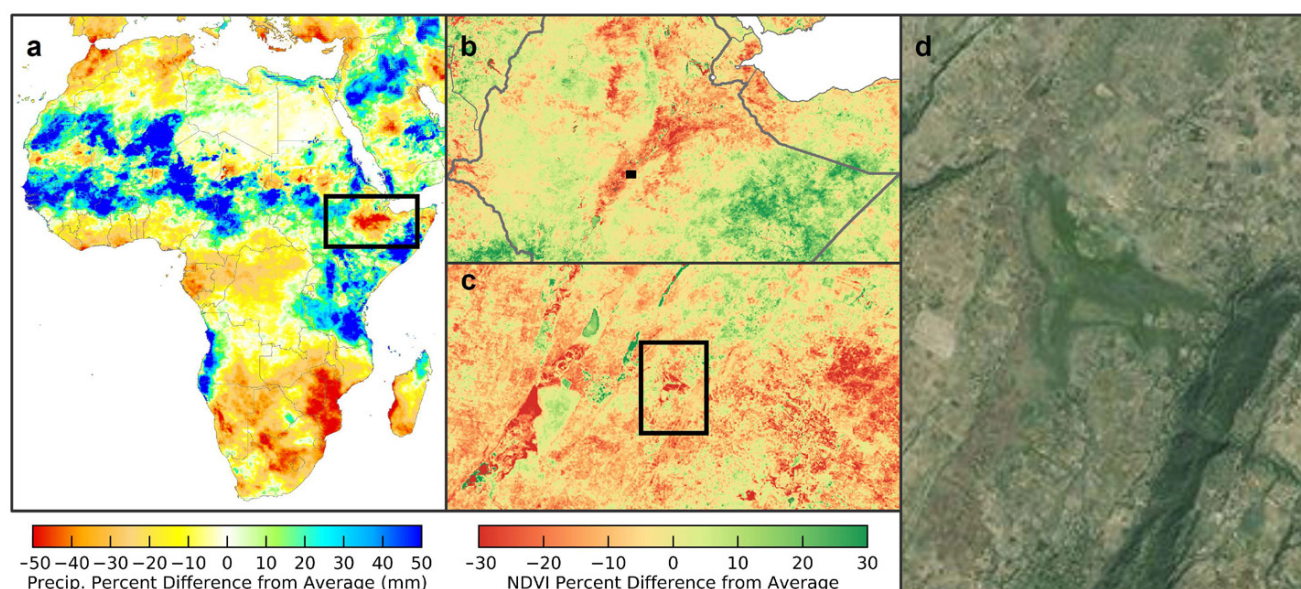 a
b
c
d
−50 −40 −30 −20 −10 0 10 20 30 40 50
Precip. Percent Difference from Average (mm)
−30 −20 −10 0 10 20 30
NDVI Percent Difference from Average